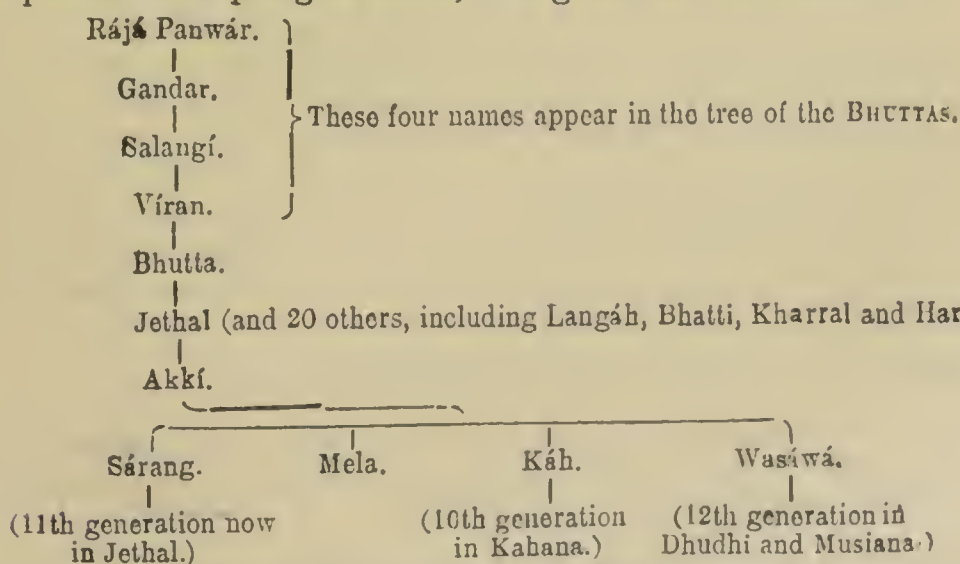 Rájá Panwár.
Gandar.
These four names appear in the tree of the BHUTTAS.
Salangí.
Víran.
Bhutta.
Jethal (and 20 others, including Langáh, Bhatti, Kharral and Har
Akkí.
Sárang. Mela. Káh. Wasáwá.
(11th generation now (10th generation (12th generation in
in Jethal.) in Kahana.) Dhudhi and Musiana.)